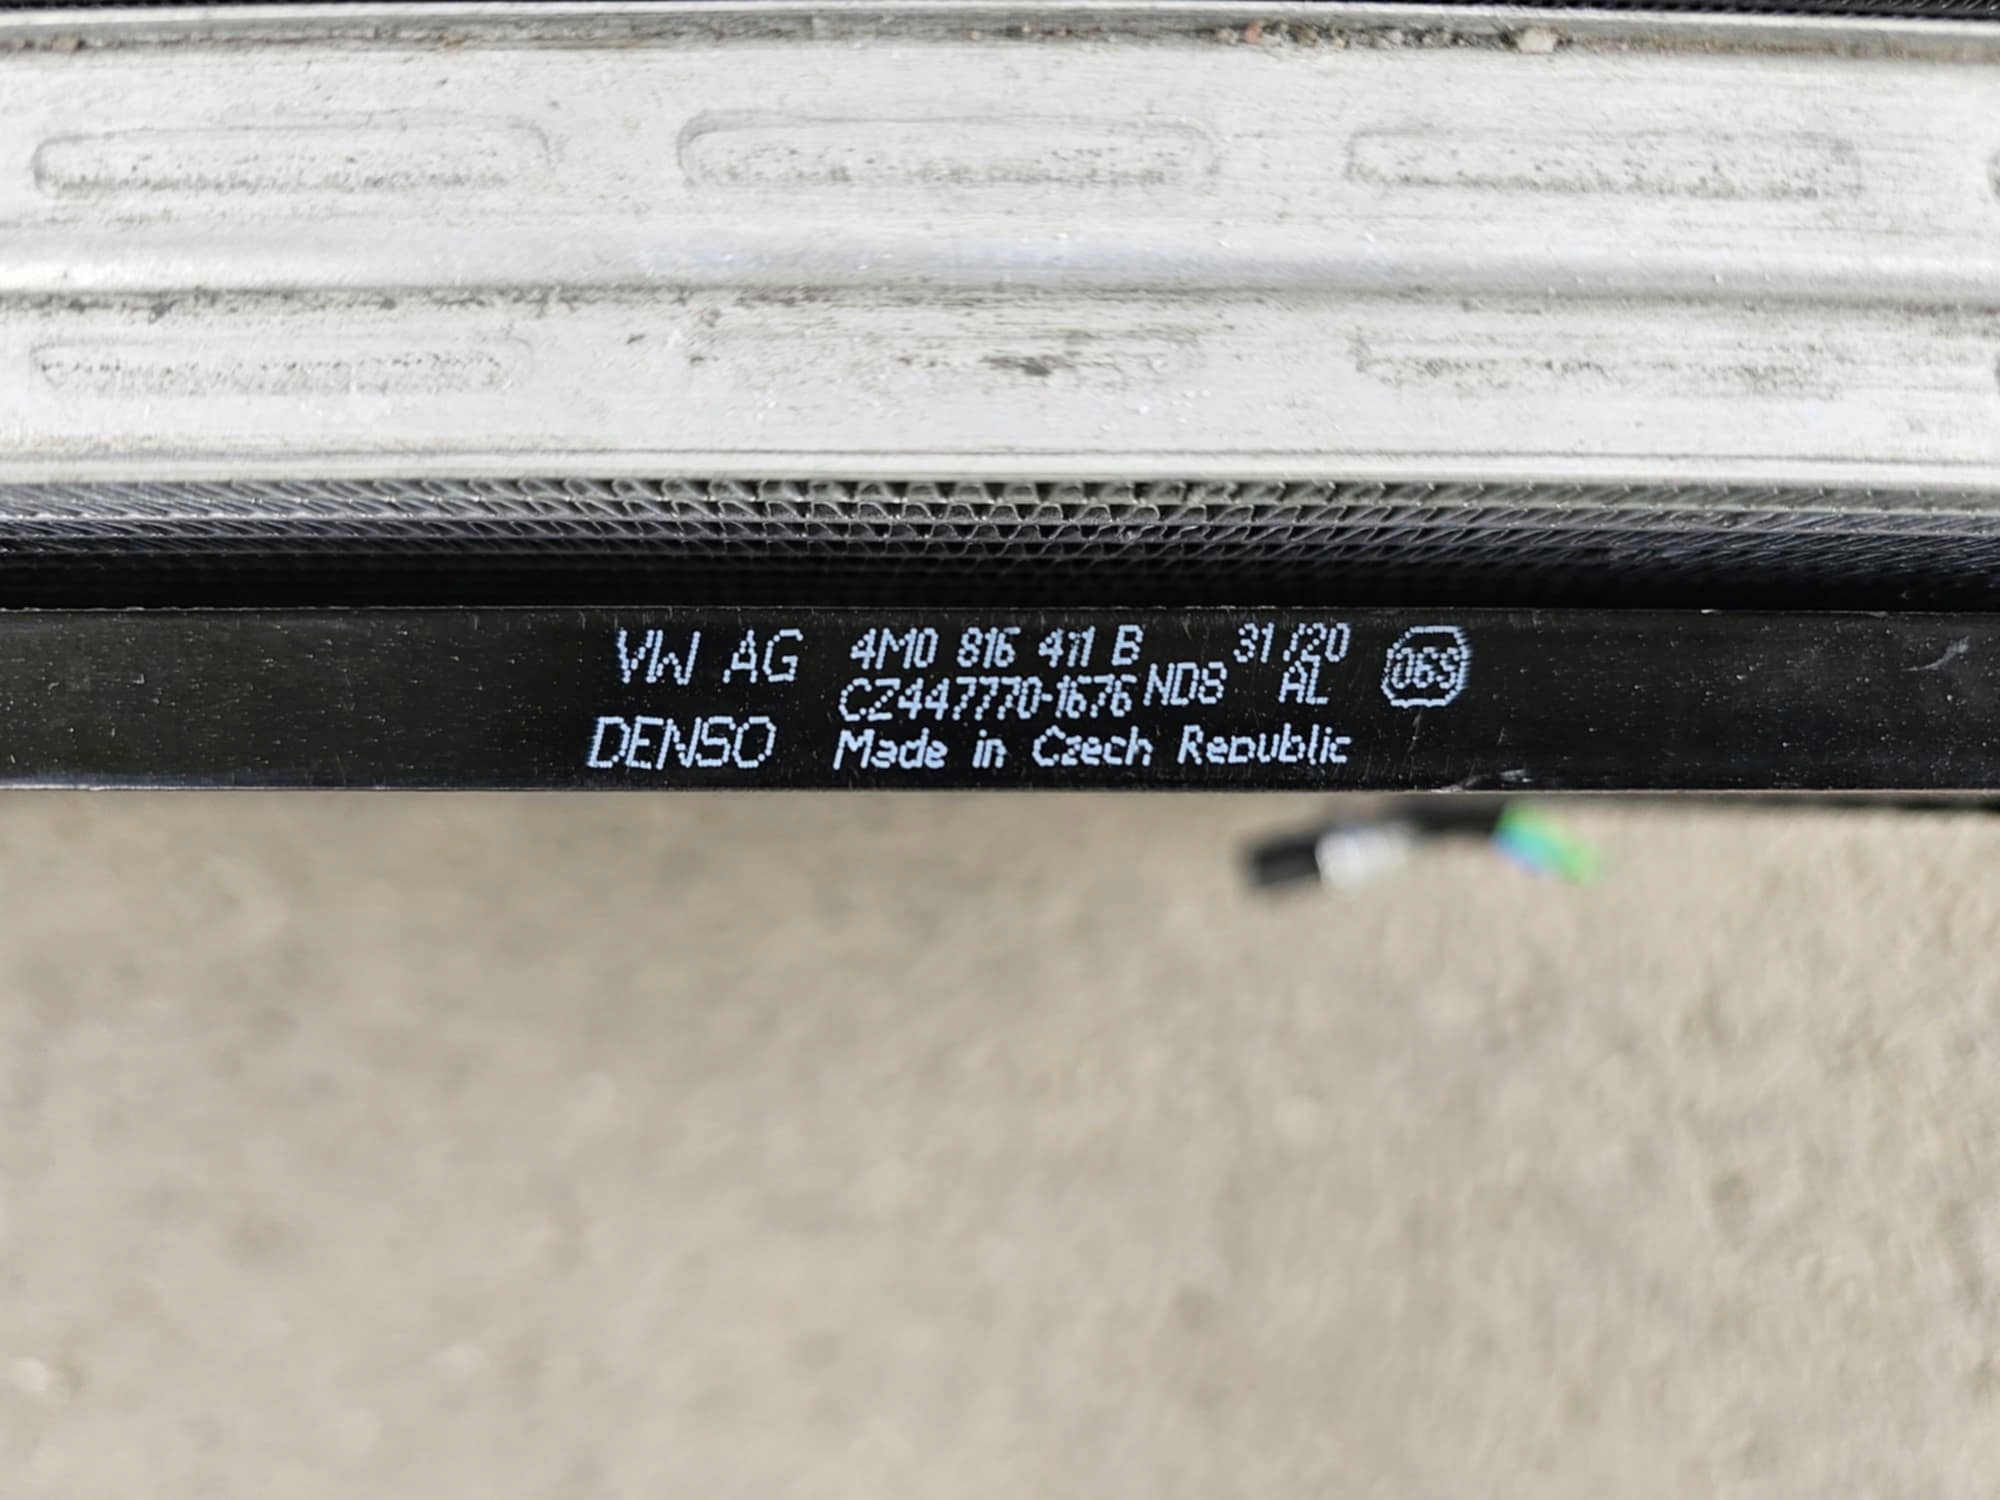 VW AG 4M0 816 411 B 31/20 06S
CZ447770-1676 ND8 AL
DENSO Made in Czech Republic